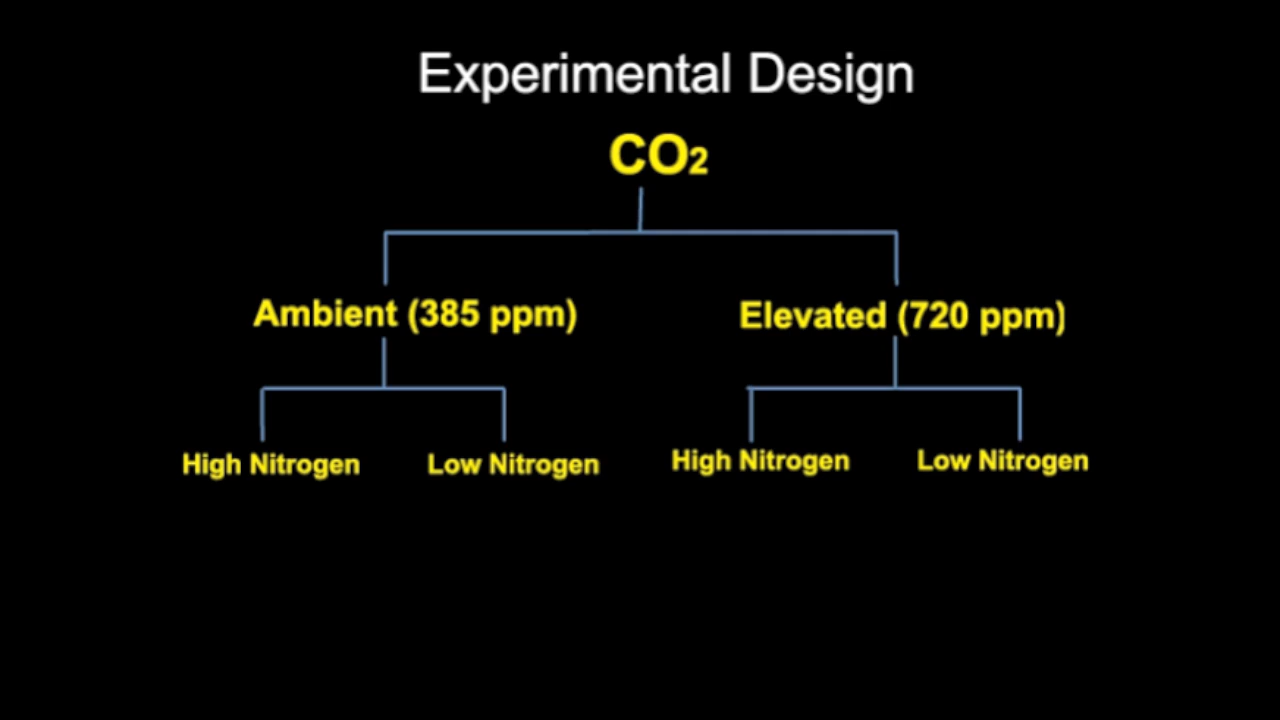 Experimental Design
CO2
Ambient (385 ppm)
Elevated (720 ppm)
High Nitrogen
Low Nitrogen
High Nitrogen
Low Nitrogen